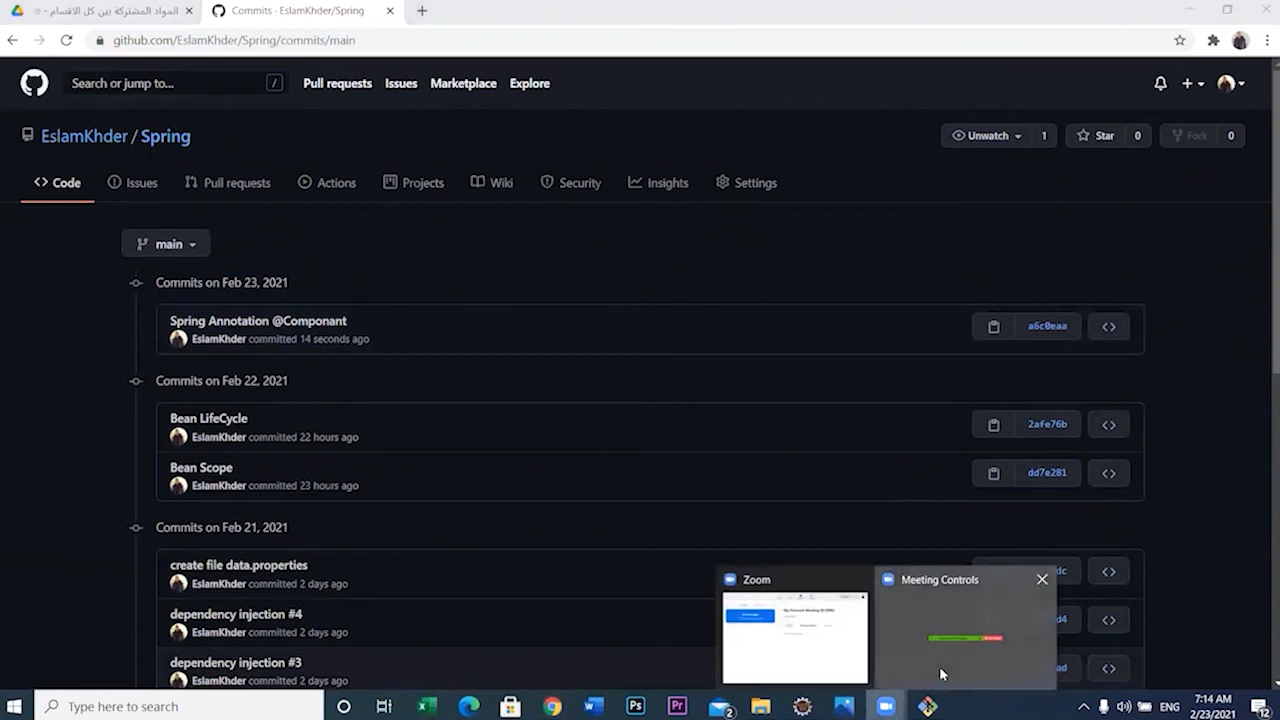 المواد المشتركة بين كل الاقسام - e
Commits · EslamKhder/Spring
github.com/EslamKhder/Spring/commits/main
Search or jump to...
/
Pull requests
Issues
Marketplace
Explore
EslamKhder / Spring
Unwatch
1
Star
0
Fork
0
Code
Issues
Pull requests
Actions
Projects
Wiki
Security
Insights
Settings
main
Commits on Feb 23, 2021
Spring Annotation @Componant
EslamKhder committed 14 seconds ago
a6c0eaa
Commits on Feb 22, 2021
Bean LifeCycle
EslamKhder committed 22 hours ago
2afe76b
Bean Scope
EslamKhder committed 23 hours ago
dd7e281
Commits on Feb 21, 2021
create file data.properties
EslamKhder committed 2 days ago
dc
dependency injection #4
EslamKhder committed 2 days ago
dependency injection #3
EslamKhder committed 2 days ago
ad
Zoom
Meeting Controls
Type here to search
X
W
Ps
Pr
2
ENG
7:14 AM
2/23/2021
12